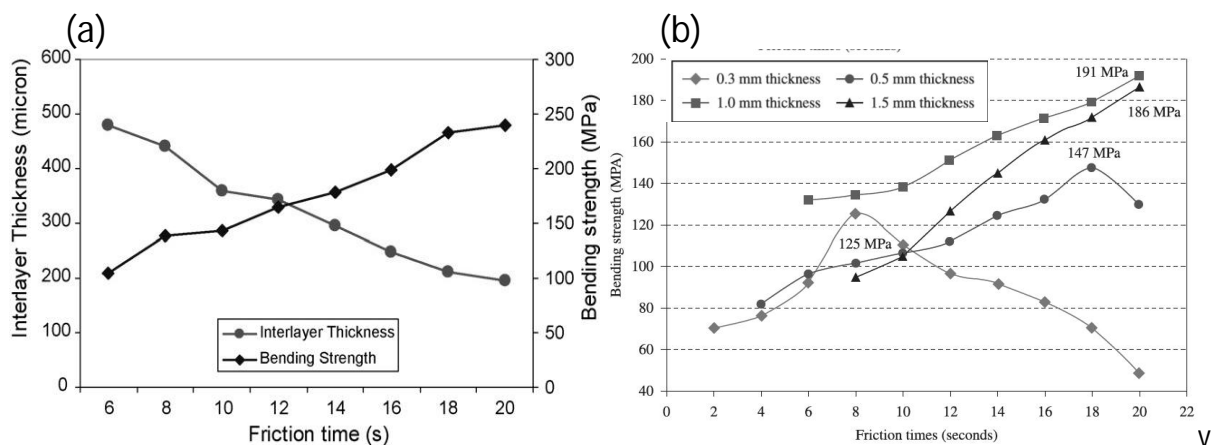 (a)
600
500
400
300
200
100
0
Interlayer Thickness (micron)
300
250
200
150
100
50
0
Bending strength (MPa)
Interlayer Thickness
Bending Strength
6 8 10 12 14 16 18 20
Friction time (s)
(b)
200
180
160
140
120
100
80
60
40
Bending strength (MPA)
0.3 mm thickness 0.5 mm thickness
1.0 mm thickness 1.5 mm thickness
191 MPa
186 MPa
147 MPa
125 MPa
0 2 4 6 8 10 12 14 16 18 20 22
Friction times (seconds)
v